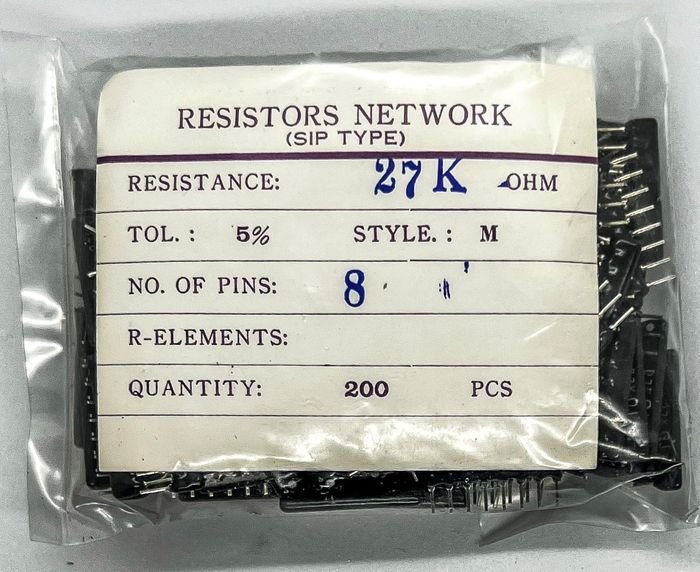 RESISTORS NETWORK
(SIP TYPE)
RESISTANCE: 27K OHM
TOL.: 5% STYLE.: M
NO. OF PINS: 8
R-ELEMENTS:
QUANTITY: 200 PCS